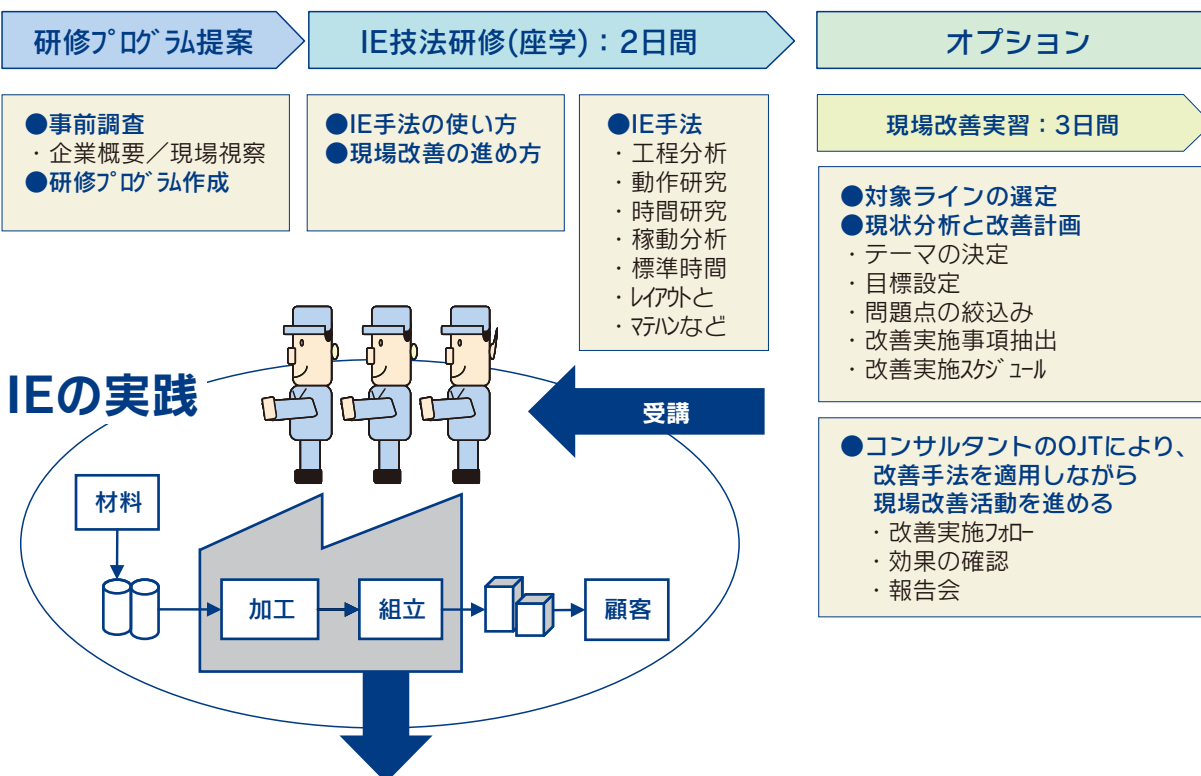 研修プログラム提案
IE技法研修(座学)：2日間
オプション
●事前調査
・企業概要／現場視察
●研修プログラム作成
●IE手法の使い方
●現場改善の進め方
●IE手法
・工程分析
・動作研究
・時間研究
・稼動分析
・標準時間
・レイアウトと
・マテハンなど
現場改善実習：3日間
●対象ラインの選定
●現状分析と改善計画
・テーマの決定
・目標設定
・問題点の絞込み
・改善実施事項抽出
・改善実施スケジュール
●コンサルタントのOJTにより、
改善手法を適用しながら
現場改善活動を進める
・改善実施フォロー
・効果の確認
・報告会
IEの実践
受講
材料
加工
組立
顧客